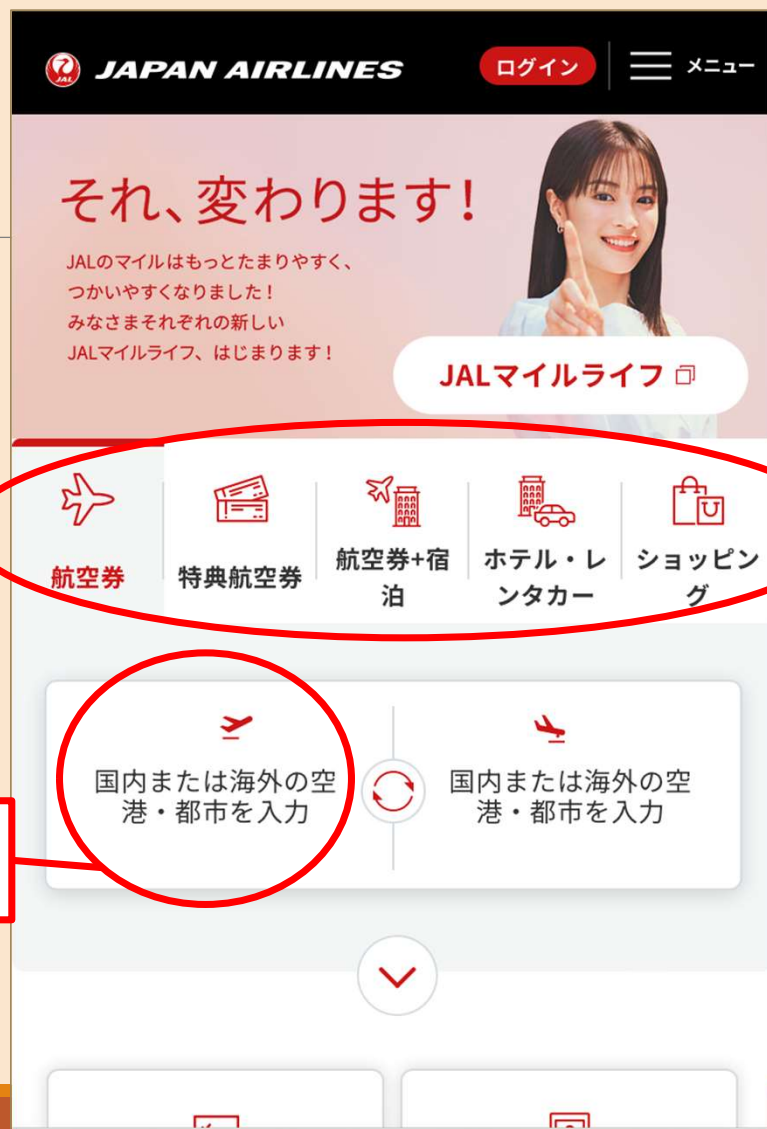 JAL
JAPAN AIRLINES
ログイン
メニュー
それ、変わります!
JALのマイルはもっとたまりやすく、
つかいやすくなりました!
みなさまそれぞれの新しい
JALマイルライフ、はじまります!
JALマイルライフ
航空券
特典航空券
航空券+宿
泊
ホテル・レ
ンタカー
ショッピン
グ
国内または海外の空
港・都市を入力
国内または海外の空
港・都市を入力